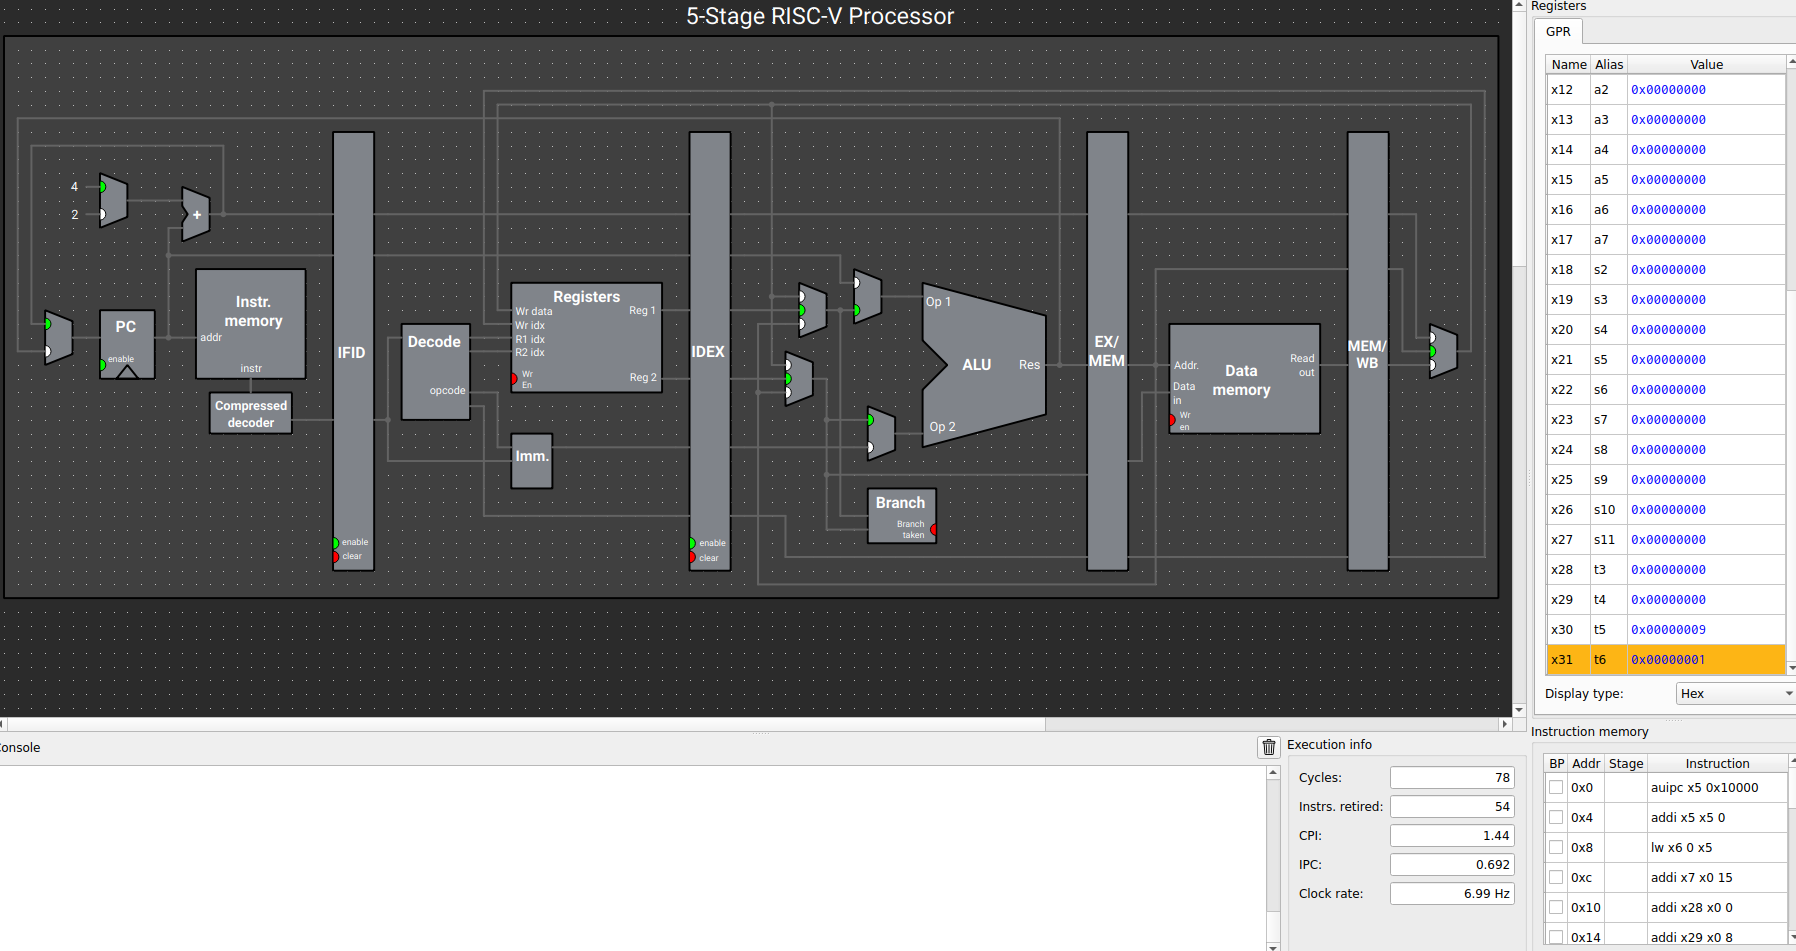 5-Stage RISC-V Processor
4
2
+
PC
enable
Instr.
memory
addr
instr
Compressed
decoder
IFID
enable
clear
Decode
opcode
Registers
Wr data
Wr idx
R1 idx
R2 idx
Wr
En
Reg 1
Reg 2
Imm.
IDEX
enable
clear
Op 1
ALU
Res
Op 2
Branch
Branch
taken
EX/
MEM
Addr.
Data
in
Wr
en
Data
memory
Read
out
MEM/
WB
Registers
GPR
Name Alias Value
x12 a2 0x00000000
x13 a3 0x00000000
x14 a4 0x00000000
x15 a5 0x00000000
x16 a6 0x00000000
x17 a7 0x00000000
x18 s2 0x00000000
x19 s3 0x00000000
x20 s4 0x00000000
x21 s5 0x00000000
x22 s6 0x00000000
x23 s7 0x00000000
x24 s8 0x00000000
x25 s9 0x00000000
x26 s10 0x00000000
x27 s11 0x00000000
x28 t3 0x00000000
x29 t4 0x00000000
x30 t5 0x00000009
x31 t6 0x00000001
Display type: Hex
onsole
Execution info
Cycles: 78
Instrs. retired: 54
CPI: 1.44
IPC: 0.692
Clock rate: 6.99 Hz
Instruction memory
BP Addr Stage Instruction
0x0 auipc x5 0x10000
0x4 addi x5 x5 0
0x8 lw x6 0 x5
0xc addi x7 x0 15
0x10 addi x28 x0 0
0x14 addi x29 x0 8